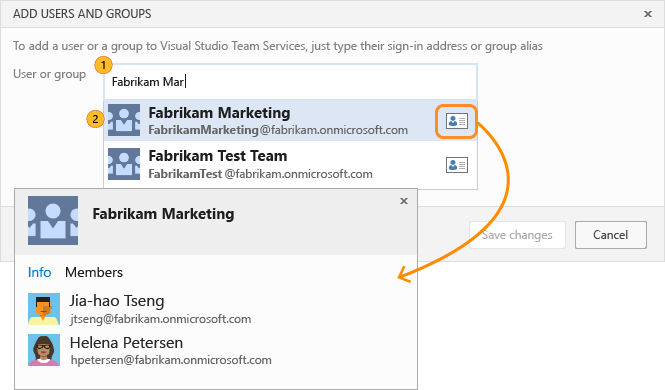 ADD USERS AND GROUPS
×
To add a user or a group to Visual Studio Team Services, just type their sign-in address or group alias
User or group
1
Fabrikam Mar
2
Fabrikam Marketing
FabrikamMarketing@fabrikam.onmicrosoft.com
Fabrikam Test Team
FabrikamTest @fabrikam.onmicrosoft.com
Save changes
Cancel
Fabrikam Marketing
×
Info Members
Jia-hao Tseng
jtseng@fabrikam.onmicrosoft.com
Helena Petersen
hpetersen@fabrikam.onmicrosoft.com